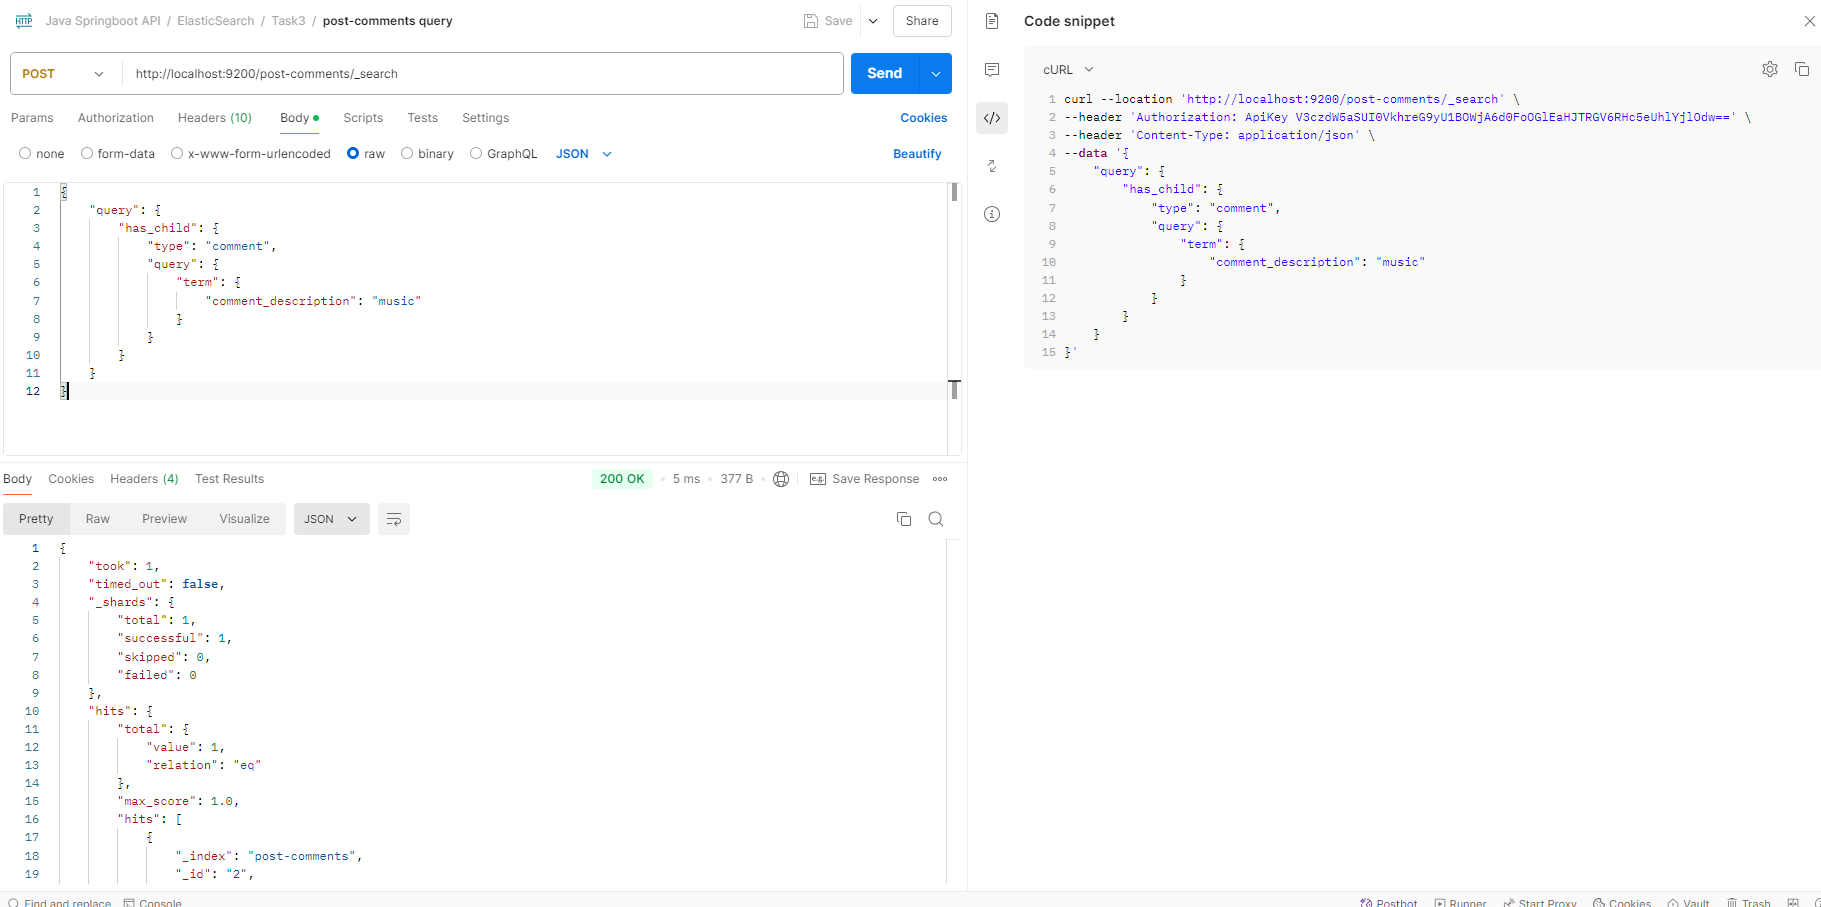 HTTP Java Springboot API / ElasticSearch / Task3 / post-comments query Save Share
POST http://localhost:9200/post-comments/_search Send
Params Authorization Headers (10) Body Scripts Tests Settings Cookies
none form-data x-www-form-urlencoded raw binary GraphQL JSON Beautify
1 {
2 "query": {
3 "has_child": {
4 "type": "comment",
5 "query": {
6 "term": {
7 "comment_description": "music"
8 }
9 }
10 }
11 }
12 }
Body Cookies Headers (4) Test Results 200 OK 5 ms 377 B e.g. Save Response
Pretty Raw Preview Visualize JSON
1 {
2 "took": 1,
3 "timed_out": false,
4 "_shards": {
5 "total": 1,
6 "successful": 1,
7 "skipped": 0,
8 "failed": 0
9 },
10 "hits": {
11 "total": {
12 "value": 1,
13 "relation": "eq"
14 },
15 "max_score": 1.0,
16 "hits": [
17 {
18 "_index": "post-comments",
19 "_id": "2",
Code snippet
cURL
1 curl --location 'http://localhost:9200/post-comments/_search' \
2 --header 'Authorization: ApiKey V3czdW5aSUI0VkhreG9yU1BOWjA6d0FoOGlEaHJTRGV6RHc5eUhlYjlOdw==' \
3 --header 'Content-Type: application/json' \
4 --data '{
5 "query": {
6 "has_child": {
7 "type": "comment",
8 "query": {
9 "term": {
10 "comment_description": "music"
11 }
12 }
13 }
14 }
15 }'
Find and replace Console Postbot Runner Start Proxy Cookies Vault Trash